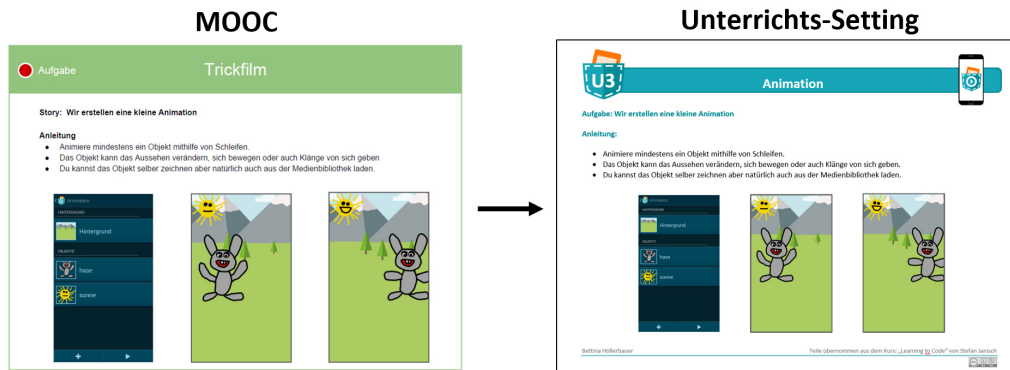 MOOC
Unterrichts-Setting
Aufgabe
Trickfilm
Story: Wir erstellen eine kleine Animation
Anleitung
• Animiere mindestens ein Objekt mithilfe von Schleifen.
• Das Objekt kann das Aussehen verändern, sich bewegen oder auch Klänge von sich geben
• Du kannst das Objekt selber zeichnen aber natürlich auch aus der Medienbibliothek laden.
Animation
HINTERGRUND
Hintergrund
OBJEKTE
hase
sonne
U3
Animation
Aufgabe: Wir erstellen eine kleine Animation
Anleitung:
• Animiere mindestens ein Objekt mithilfe von Schleifen.
• Das Objekt kann das Aussehen verändern, sich bewegen oder auch Klänge von sich geben.
• Du kannst das Objekt selber zeichnen aber natürlich auch aus der Medienbibliothek laden.
Animation
HINTERGRUND
Hintergrund
OBJEKTE
hase
sonne
Bettina Höllerbauer
Teile übernommen aus dem Kurs: „Learning to Code" von Stefan Janisch